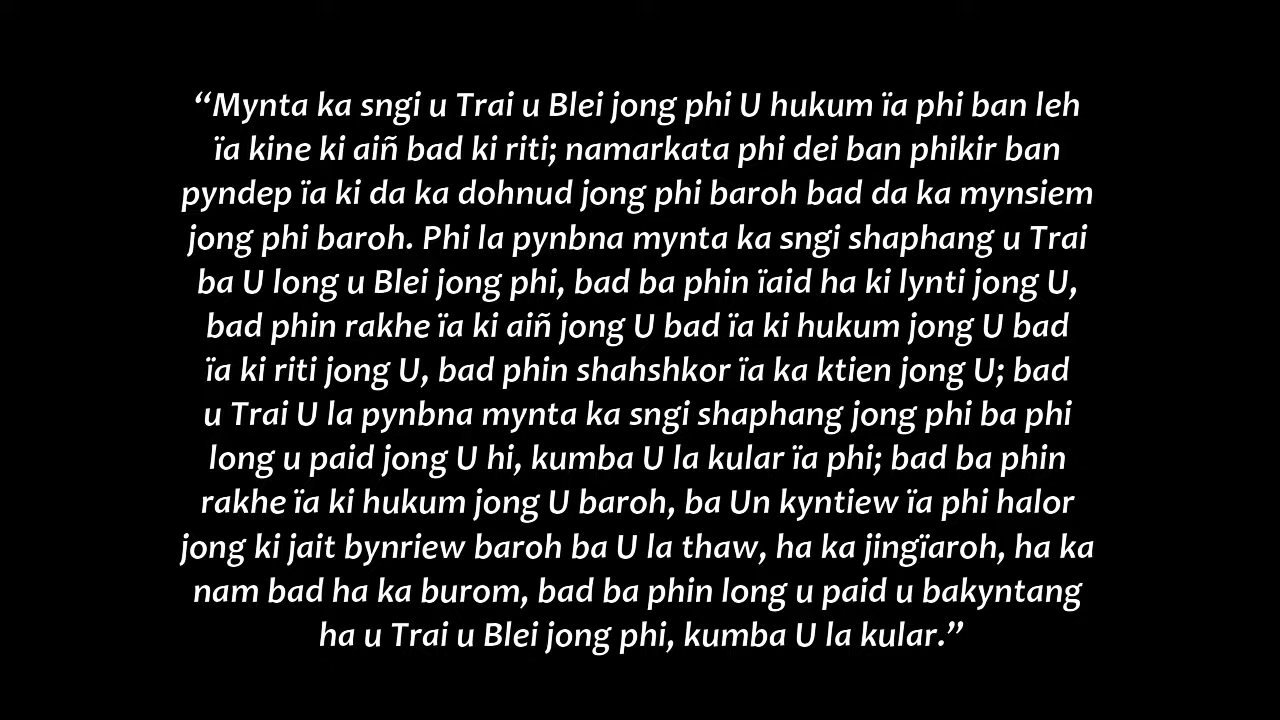 “Mynta ka sngi u Trai u Blei jong phi U hukum ïa phi ban leh
ïa kine ki aiñ bad ki riti; namarkata phi dei ban phikir ban
pyndep ïa ki da ka dohnud jong phi baroh bad da ka mynsiem
jong phi baroh. Phi la pynbna mynta ka sngi shaphang u Trai
ba U long u Blei jong phi, bad ba phin ïaid ha ki lynti jong U,
bad phin rakhe ïa ki aiñ jong U bad ïa ki hukum jong U bad
ïa ki riti jong U, bad phin shahshkor ïa ka ktien jong U; bad
u Trai U la pynbna mynta ka sngi shaphang jong phi ba phi
long u paid jong U hi, kumba U la kular ïa phi; bad ba phin
rakhe ïa ki hukum jong U baroh, ba Un kyntiew ïa phi halor
jong ki jait bynriew baroh ba U la thaw, ha ka jingïaroh, ha ka
nam bad ha ka burom, bad ba phin long u paid u bakyntang
ha u Trai u Blei jong phi, kumba U la kular.”